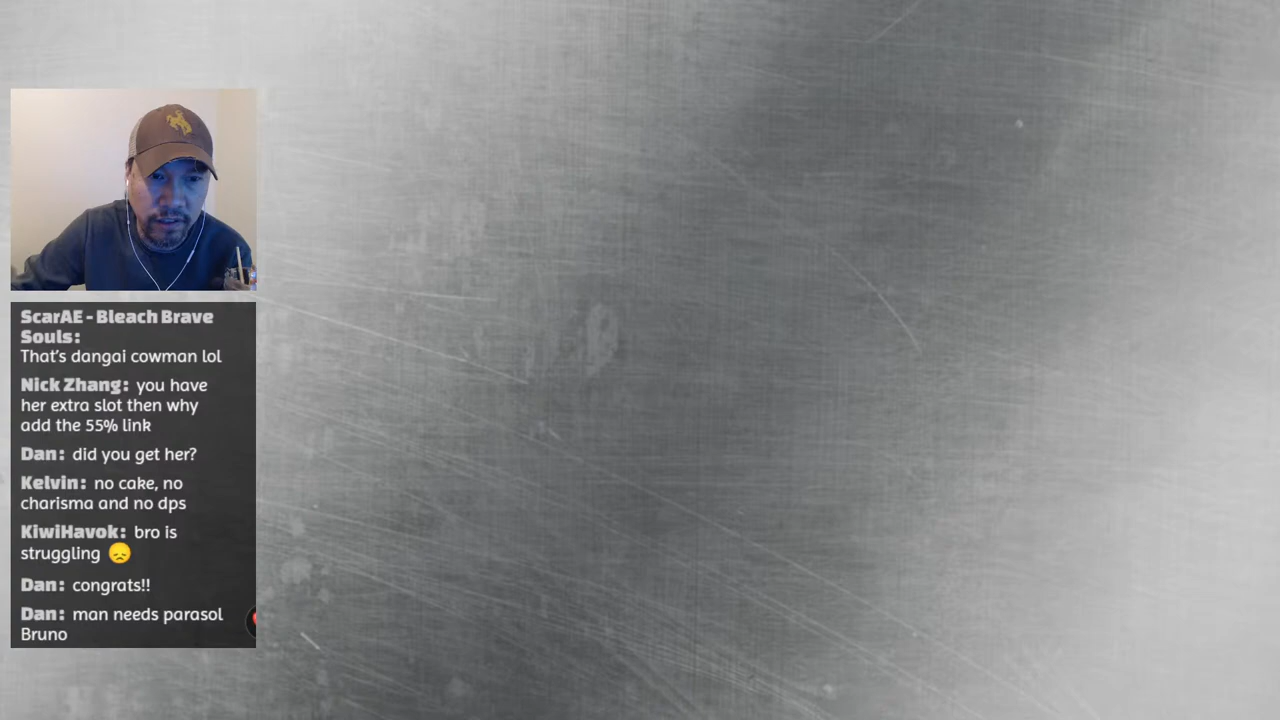 ScarAE - Bleach Brave
Souls:
That's dangai cowman lol
Nick Zhang: you have
her extra slot then why
add the 55% link
Dan: did you get her?
Kelvin: no cake, no
charisma and no dps
KiwiHavok: bro is
struggling 😞
Dan: congrats!!
Dan: man needs parasol
Bruno